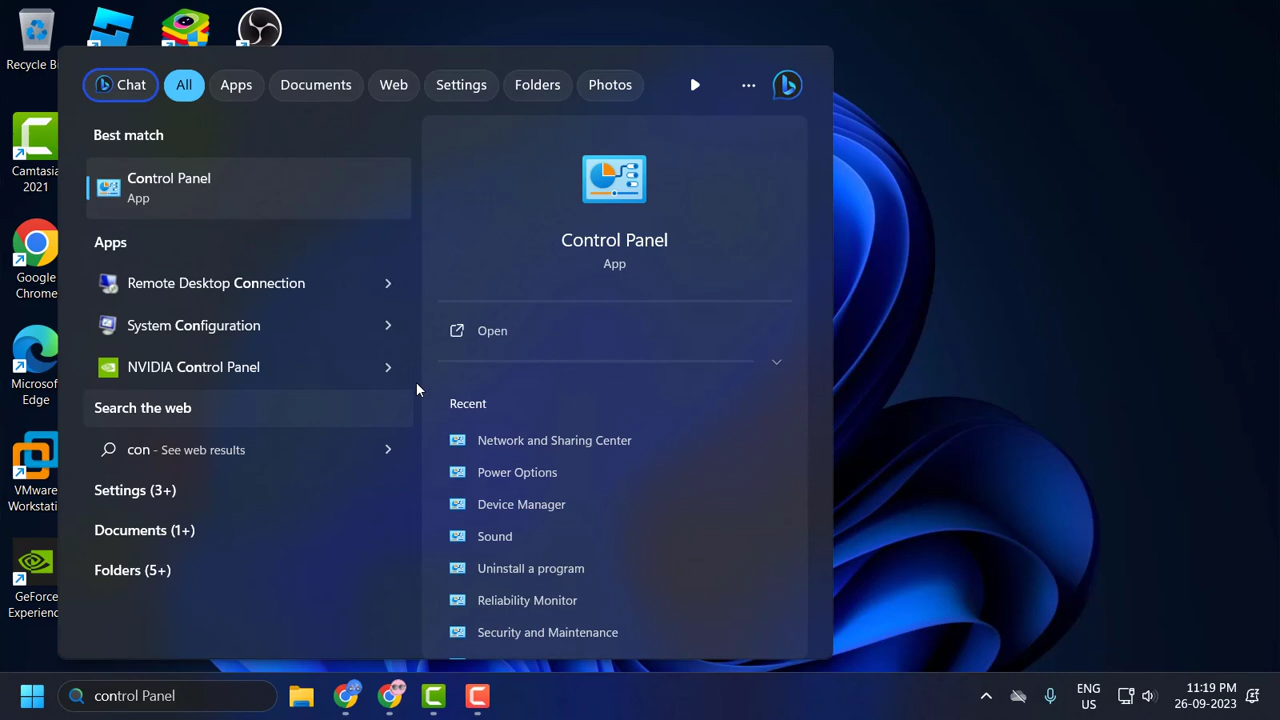 Recycle Bi
Chat
All
Apps
Documents
Web
Settings
Folders
Photos
Best match
Control Panel
App
Apps
Remote Desktop Connection
System Configuration
NVIDIA Control Panel
Search the web
con - See web results
Settings (3+)
Documents (1+)
Folders (5+)
Control Panel
App
Open
Recent
Network and Sharing Center
Power Options
Device Manager
Sound
Uninstall a program
Reliability Monitor
Security and Maintenance
Camtasia
2021
Google
Chrome
Microsof
Edge
VMware
Workstati
GeForce
Experienc
control Panel
ENG
US
11:19 PM
26-09-2023